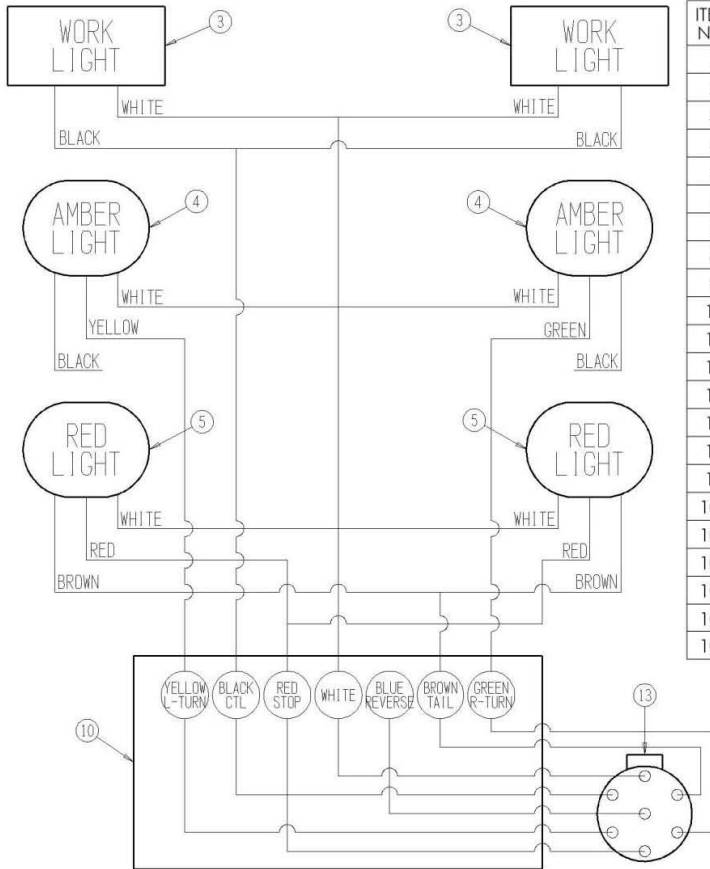 WORK
LIGHT
3
3
WORK
LIGHT
WHITE
WHITE
BLACK
BLACK
AMBER
LIGHT
4
4
AMBER
LIGHT
WHITE
WHITE
YELLOW
GREEN
BLACK
BLACK
RED
LIGHT
5
5
RED
LIGHT
WHITE
WHITE
RED
RED
BROWN
BROWN
YELLOW
L-TURN
BLACK
CTL
RED
STOP
WHITE
BLUE
REVERSE
BROWN
TAIL
GREEN
R-TURN
10
13